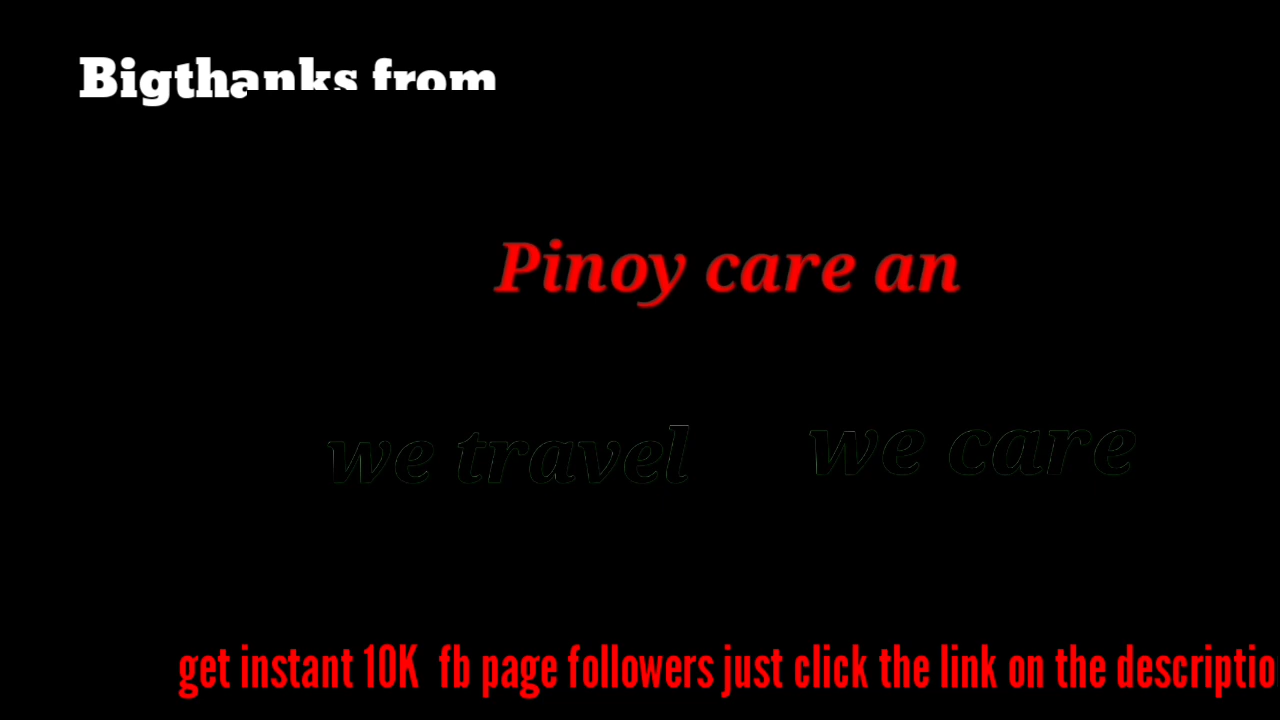 Bigthanks from
Pinoy care an
we travel we care
get instant 10K fb page followers just click the link on the descriptio